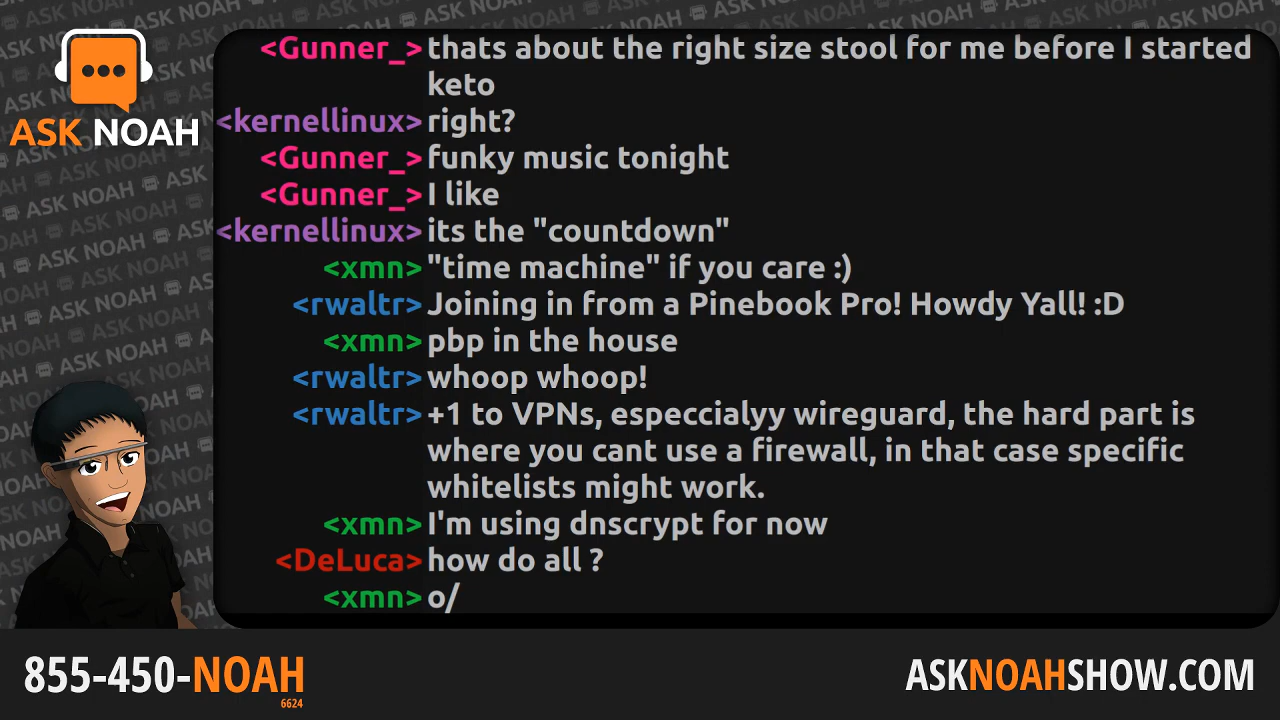 ASK NOAH
<Gunner_> thats about the right size stool for me before I started
keto
<kernellinux> right?
<Gunner_> funky music tonight
<Gunner_> I like
<kernellinux> its the "countdown"
<xmn> "time machine" if you care :)
<rwaltr> Joining in from a Pinebook Pro! Howdy Yall! :D
<xmn> pbp in the house
<rwaltr> whoop whoop!
<rwaltr> +1 to VPNs, especcialyy wireguard, the hard part is
where you cant use a firewall, in that case specific
whitelists might work.
<xmn> I'm using dnscrypt for now
<DeLuca> how do all ?
<xmn> o/
855-450-NOAH
6624
ASKNOAHSHOW.COM